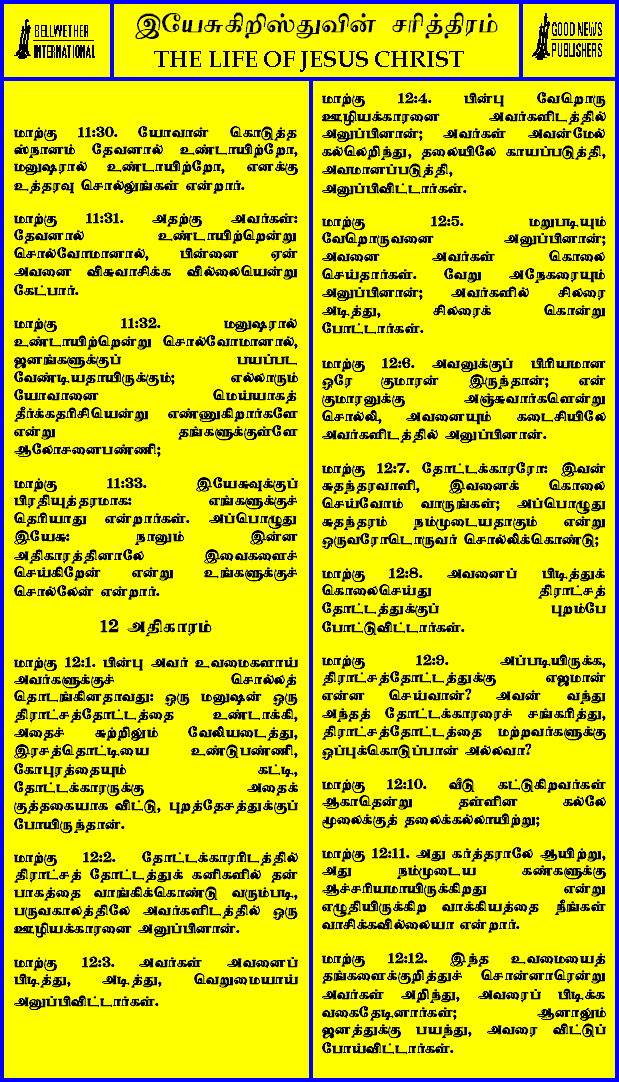 BELLWETHER
INTERNATIONAL
இயேசுகிறிஸ்துவின் சரித்திரம்
THE LIFE OF JESUS CHRIST
GOOD NEWS
PUBLISHERS
மாற்கு 11:30. யோவான் கொடுத்த
ஸ்நானம் தேவனால் உண்டாயிற்றோ,
மனுஷரால் உண்டாயிற்றோ, எனக்கு
உத்தரவு சொல்லுங்கள் என்றார்.
மாற்கு 11:31. அதற்கு அவர்கள்:
தேவனால் உண்டாயிற்றென்று
சொல்வோமானால், பின்னை ஏன்
அவனை விசுவாசிக்க வில்லையென்று
கேட்பார்.
மாற்கு 11:32. மனுஷரால்
உண்டாயிற்றென்று சொல்வோமானால்,
ஜனங்களுக்குப் பயப்பட
வேண்டியதாயிருக்கும்; எல்லாரும்
யோவானை மெய்யாகத்
தீர்க்கதரிசியென்று எண்ணுகிறார்களே
என்று தங்களுக்குள்ளே
ஆலோசனைபண்ணி;
மாற்கு 11:33. இயேசுவுக்குப்
பிரதியுத்தரமாக: எங்களுக்குச்
தெரியாது என்றார்கள். அப்பொழுது
இயேசு: நானும் இன்ன
அதிகாரத்தினாலே இவைகளைச்
செய்கிறேன் என்று உங்களுக்குச்
சொல்லேன் என்றார்.
12 அதிகாரம்
மாற்கு 12:1. பின்பு அவர் உவமைகளாய்
அவர்களுக்குச் சொல்லத்
தொடங்கினதாவது: ஒரு மனுஷன் ஒரு
திராட்சத்தோட்டத்தை உண்டாக்கி,
அதைச் சுற்றிலும் வேலியடைத்து,
இரசத்தொட்டியை உண்டுபண்ணி,
கோபுரத்தையும் கட்டி,
தோட்டக்காரருக்கு அதைக்
குத்தகையாக விட்டு, புறத்தேசத்துக்குப்
போயிருந்தான்.
மாற்கு 12:2. தோட்டக்காரரிடத்தில்
திராட்சத் தோட்டத்துக் கனிகளில் தன்
பாகத்தை வாங்கிக்கொண்டு வரும்படி,
பருவகாலத்திலே அவர்களிடத்தில் ஒரு
ஊழியக்காரனை அனுப்பினான்.
மாற்கு 12:3. அவர்கள் அவனைப்
பிடித்து, அடித்து, வெறுமையாய்
அனுப்பிவிட்டார்கள்.
மாற்கு 12:4. பின்பு வேறொரு
ஊழியக்காரனை அவர்களிடத்தில்
அனுப்பினான்; அவர்கள் அவன்மேல்
கல்லெறிந்து, தலையிலே காயப்படுத்தி,
அவமானப்படுத்தி,
அனுப்பிவிட்டார்கள்.
மாற்கு 12:5. மறுபடியும்
வேறொருவனை அனுப்பினான்;
அவனை அவர்கள் கொலை
செய்தார்கள். வேறு அநேகரையும்
அனுப்பினான்; அவர்களில் சிலரை
அடித்து, சிலரைக் கொன்று
போட்டார்கள்.
மாற்கு 12:6. அவனுக்குப் பிரியமான
ஒரே குமாரன் இருந்தான்; என்
குமாரனுக்கு அஞ்சுவார்களென்று
சொல்லி, அவனையும் கடைசியிலே
அவர்களிடத்தில் அனுப்பினான்.
மாற்கு 12:7. தோட்டக்காரரோ: இவன்
சுதந்தரவாளி, இவனைக் கொலை
செய்வோம் வாருங்கள்; அப்பொழுது
சுதந்தரம் நம்முடையதாகும் என்று
ஒருவரோடொருவர் சொல்லிக்கொண்டு;
மாற்கு 12:8. அவனைப் பிடித்துக்
கொலைசெய்து திராட்சத்
தோட்டத்துக்குப் புறம்பே
போட்டுவிட்டார்கள்.
மாற்கு 12:9. அப்படியிருக்க,
திராட்சத்தோட்டத்துக்கு எஜமான்
என்ன செய்வான்? அவன் வந்து
அந்தத் தோட்டக்காரரைச் சங்கரித்து,
திராட்சத்தோட்டத்தை மற்றவர்களுக்கு
ஒப்புக்கொடுப்பான் அல்லவா?
மாற்கு 12:10. வீடு கட்டுகிறவர்கள்
ஆகாதென்று தள்ளின கல்லே
மூலைக்குத் தலைக்கல்லாயிற்று;
மாற்கு 12:11. அது கர்த்தராலே ஆயிற்று,
அது நம்முடைய கண்களுக்கு
ஆச்சரியமாயிருக்கிறது என்று
எழுதியிருக்கிற வாக்கியத்தை நீங்கள்
வாசிக்கவில்லையா என்றார்.
மாற்கு 12:12. இந்த உவமையைத்
தங்களைக்குறித்துச் சொன்னாரென்று
அவர்கள் அறிந்து, அவரைப் பிடிக்க
வகைதேடினார்கள்; ஆனாலும்
ஜனத்துக்கு பயந்து, அவரை விட்டுப்
போய்விட்டார்கள்.